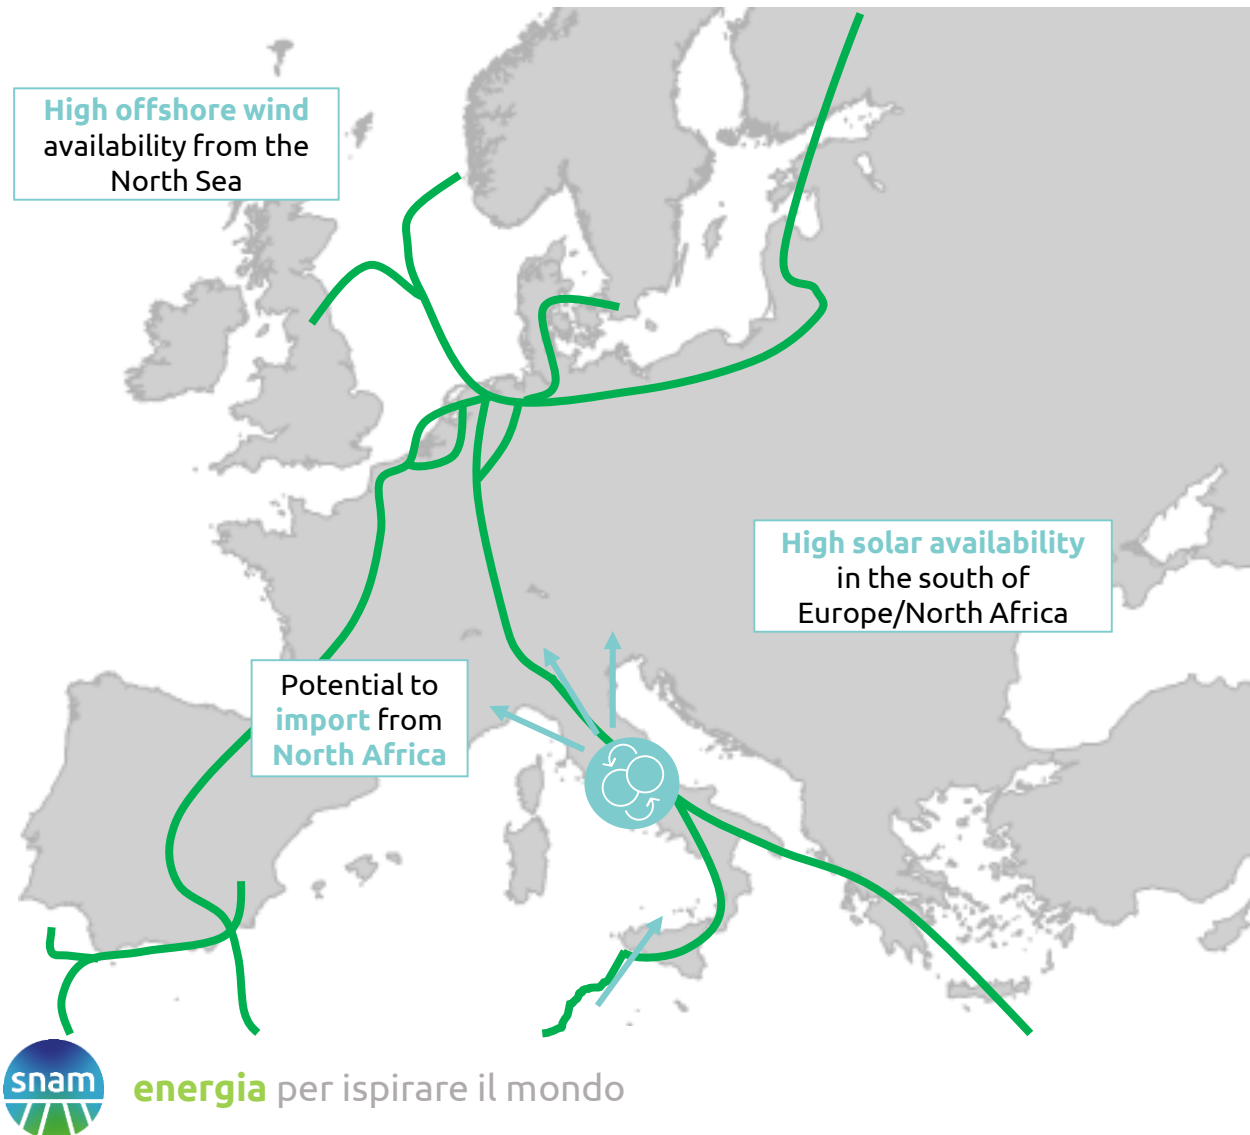 High offshore wind
availability from the
North Sea
High solar availability
in the south of
Europe/North Africa
Potential to
import from
North Africa
snam
energia per ispirare il mondo